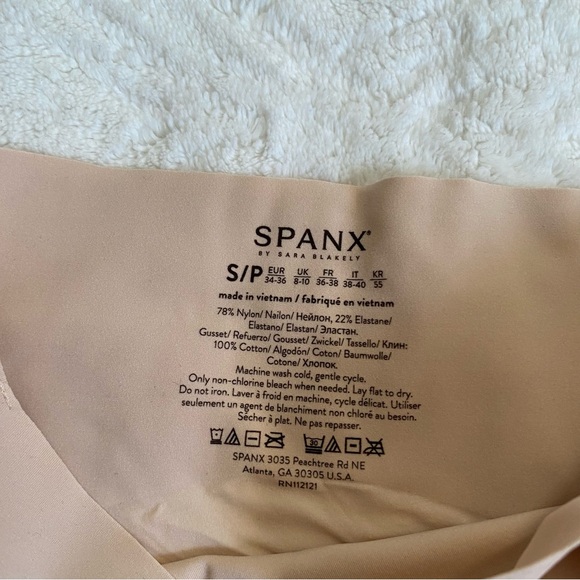 SPANX®
BY SARA BLAKELY
S/P EUR 34-36 UK 8-10 FR 36-38 IT 38-40 KR 55
made in vietnam / fabriqué en vietnam
78% Nylon/ Nailon/ Нейлон, 22% Elastane/
Elastano/ Elastan/ Эластан.
Gusset/ Refuerzo/ Gousset/ Zwickel/ Tassello/ Клин:
100% Cotton/ Algodón/ Coton/ Baumwolle/
Cotone/ Хлопок.
Machine wash cold, gentle cycle.
Only non-chlorine bleach when needed. Lay flat to dry.
Do not iron. Laver à froid en machine, cycle délicat. Utiliser
seulement un agent de blanchiment non chloré au besoin.
Sécher à plat. Ne pas repasser.
30
SPANX 3035 Peachtree Rd NE
Atlanta, GA 30305 U.S.A.
RN112121